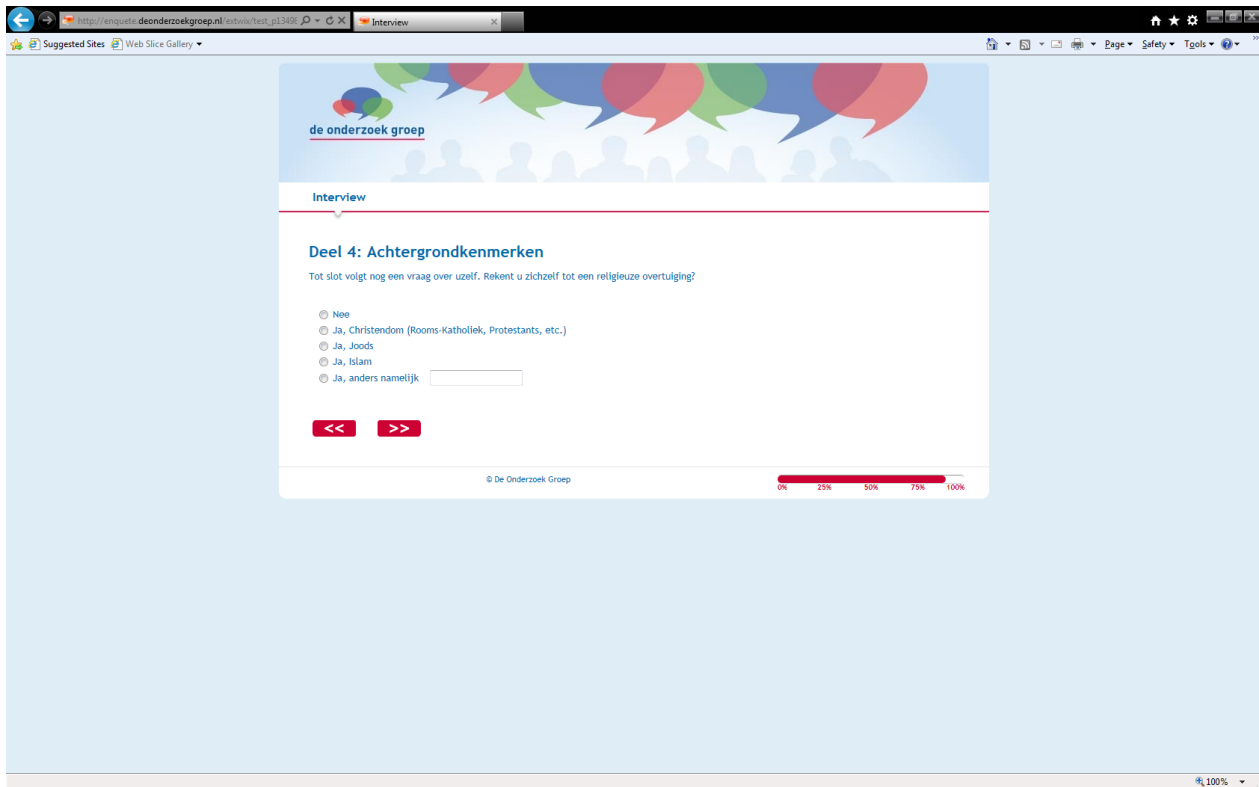 http://enquete.deonderzoekgroep.nl/extwix/test_p13498
Interview
Suggested Sites
Web Slice Gallery
Page
Safety
Tools
de onderzoek groep
Interview
Deel 4: Achtergrondkenmerken
Tot slot volgt nog een vraag over uzelf. Rekent u zichzelf tot een religieuze overtuiging?
Nee
Ja, Christendom (Rooms-Katholiek, Protestants, etc.)
Ja, Joods
Ja, Islam
Ja, anders namelijk
<< >>
© De Onderzoek Groep
0% 25% 50% 75% 100%
100%